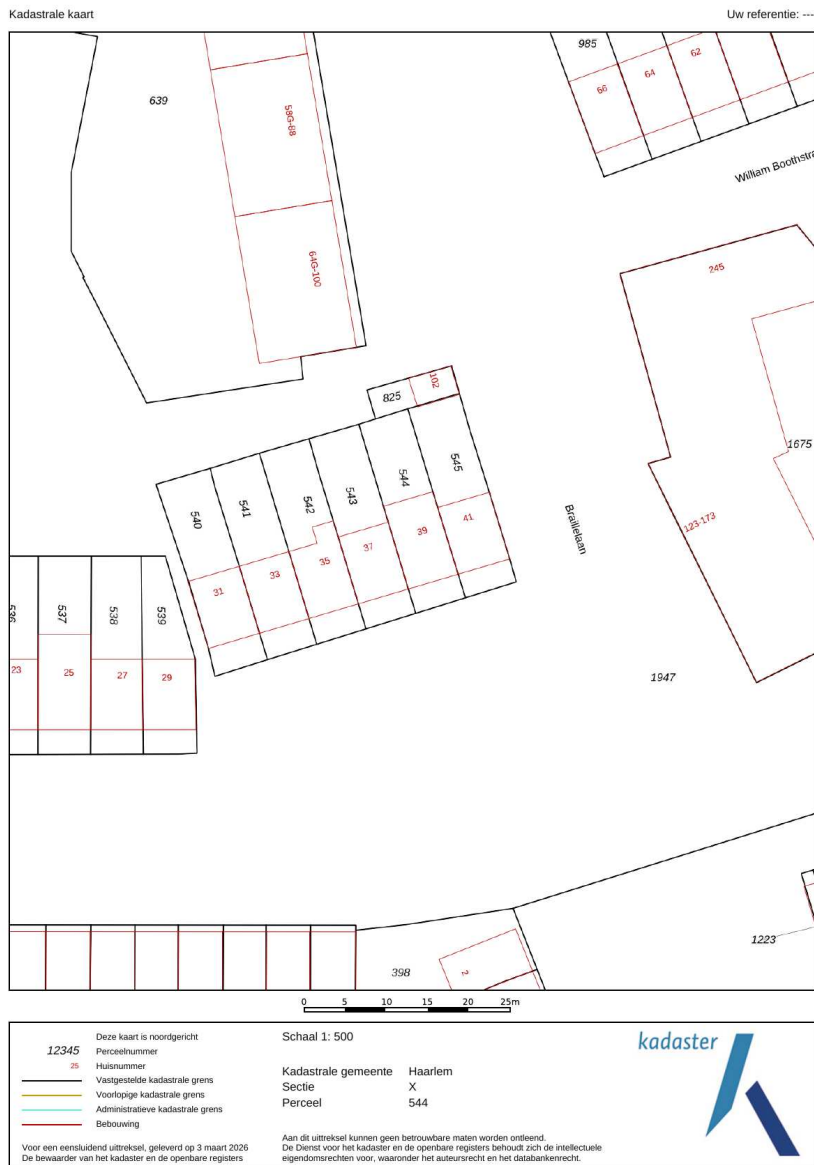 Kadastrale kaart
Uw referentie: ---
985
62
64
66
639
58G-88
William Boothstra
64G-100
245
102
825
1675
545
544
543
542
541
540
Braillelaan
123-173
41
39
37
35
33
31
536
537
538
539
23
25
27
29
1947
1223
398
2
0 5 10 15 20 25m
Deze kaart is noordgericht
12345 Perceelnummer
25 Huisnummer
Vastgestelde kadastrale grens
Voorlopige kadastrale grens
Administratieve kadastrale grens
Bebouwing
Voor een eensluidend uittreksel, geleverd op 3 maart 2026
De bewaarder van het kadaster en de openbare registers
Schaal 1: 500
Kadastrale gemeente Haarlem
Sectie X
Perceel 544
Aan dit uittreksel kunnen geen betrouwbare maten worden ontleend.
De Dienst voor het kadaster en de openbare registers behoudt zich de intellectuele
eigendomsrechten voor, waaronder het auteursrecht en het databankenrecht.
kadaster